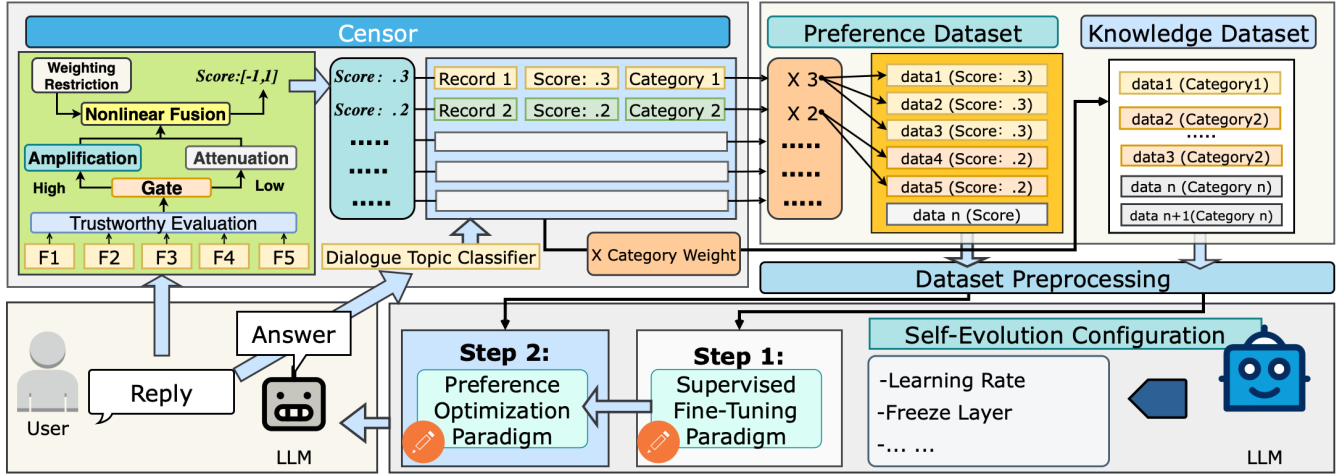 Censor
Weighting
Restriction
Score:[-1,1]
Nonlinear Fusion
Amplification
Attenuation
High
Low
Gate
Trustworthy Evaluation
F1
F2
F3
F4
F5
Score: .3
Score: .2
.....
.....
.....
Record 1
Score: .3
Category 1
Record 2
Score: .2
Category 2
Dialogue Topic Classifier
X Category Weight
X 3
X 2
.....
.....
.....
Preference Dataset
data1 (Score: .3)
data2 (Score: .3)
data3 (Score: .3)
data4 (Score: .2)
data5 (Score: .2)
data n (Score)
Knowledge Dataset
data1 (Category1)
data2 (Category2)
.....
data3 (Category2)
data n (Category n)
data n+1(Category n)
Dataset Preprocessing
User
Reply
Answer
LLM
Step 2:
Preference
Optimization
Paradigm
Step 1:
Supervised
Fine-Tuning
Paradigm
Self-Evolution Configuration
-Learning Rate
-Freeze Layer
-... ...
LLM